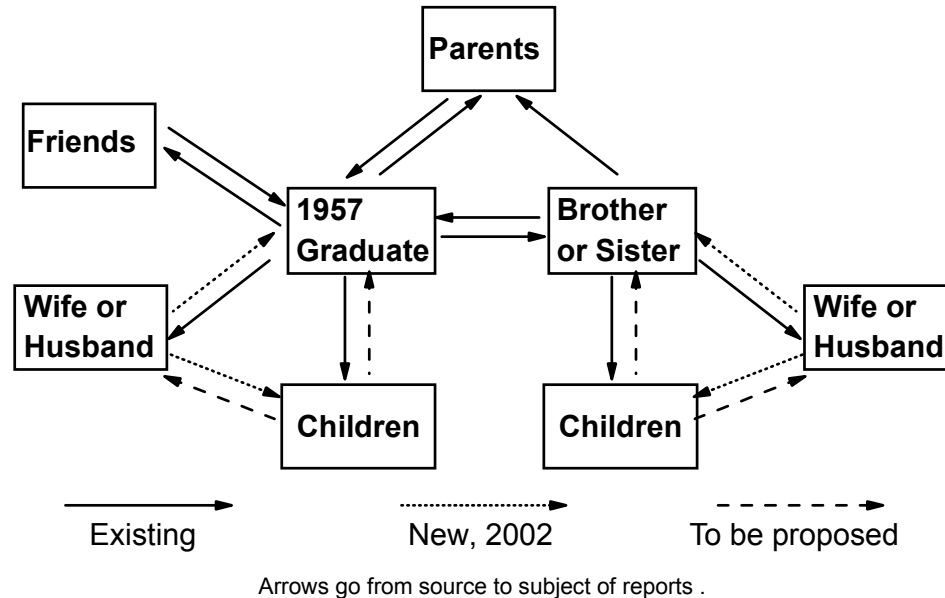 Parents
Friends
1957
Graduate
Brother
or Sister
Wife or
Husband
Wife or
Husband
Children
Children
Existing
New, 2002
To be proposed
Arrows go from source to subject of reports .